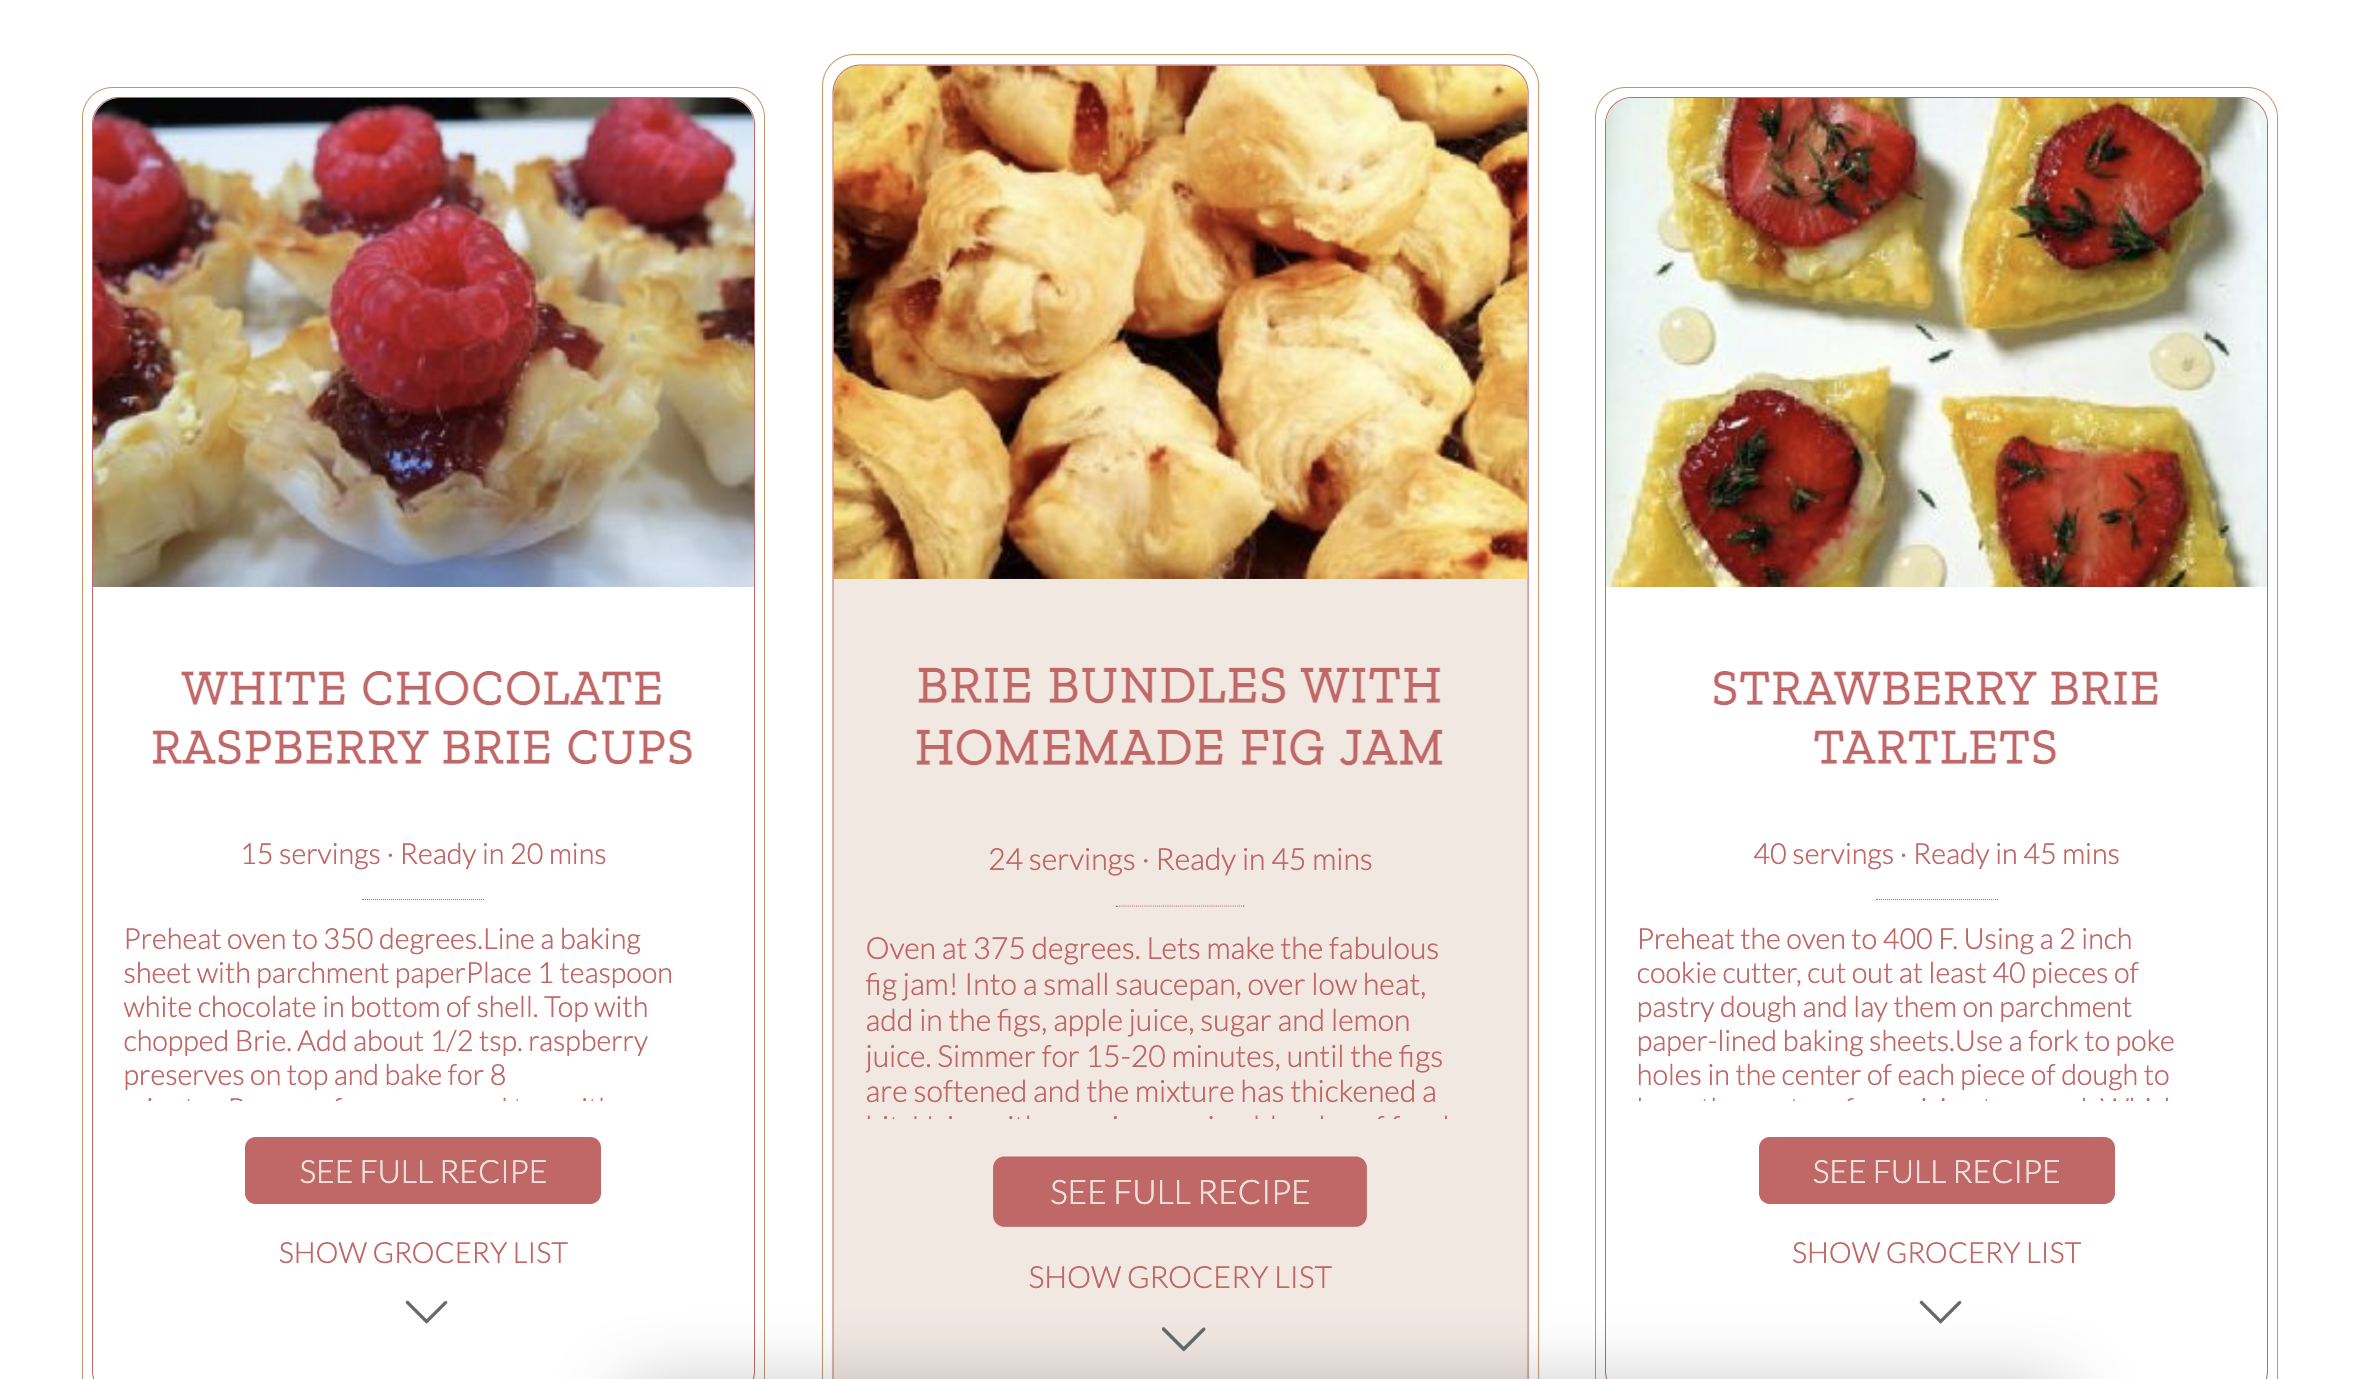 WHITE CHOCOLATE
RASPBERRY BRIE CUPS
15 servings · Ready in 20 mins
Preheat oven to 350 degrees.Line a baking
sheet with parchment paperPlace 1 teaspoon
white chocolate in bottom of shell. Top with
chopped Brie. Add about 1/2 tsp. raspberry
preserves on top and bake for 8
SEE FULL RECIPE
SHOW GROCERY LIST
BRIE BUNDLES WITH
HOMEMADE FIG JAM
24 servings · Ready in 45 mins
Oven at 375 degrees. Lets make the fabulous
fig jam! Into a small saucepan, over low heat,
add in the figs, apple juice, sugar and lemon
juice. Simmer for 15-20 minutes, until the figs
are softened and the mixture has thickened a
SEE FULL RECIPE
SHOW GROCERY LIST
STRAWBERRY BRIE
TARTLETS
40 servings · Ready in 45 mins
Preheat the oven to 400 F. Using a 2 inch
cookie cutter, cut out at least 40 pieces of
pastry dough and lay them on parchment
paper-lined baking sheets.Use a fork to poke
holes in the center of each piece of dough to
SEE FULL RECIPE
SHOW GROCERY LIST